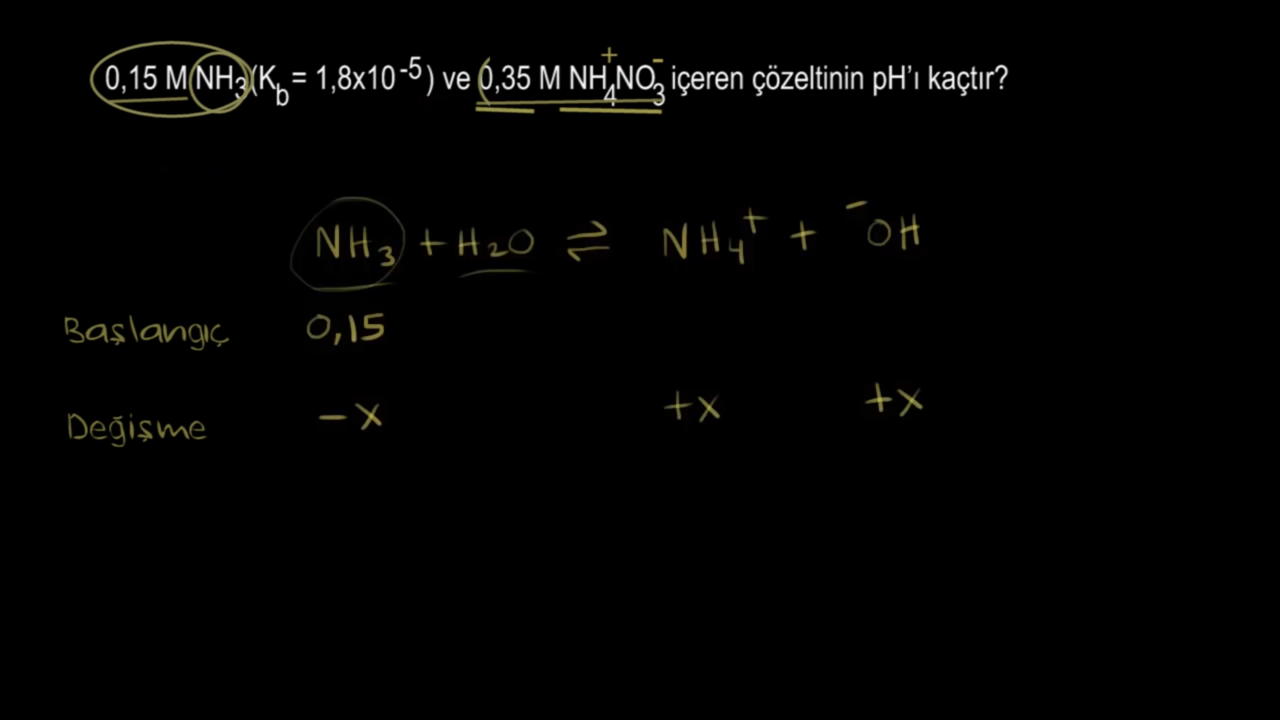 0,15 M NH₃ (K_b = 1,8x10⁻⁵) ve 0,35 M NH₄⁺NO₃⁻ içeren çözeltinin pH'ı kaçtır?
NH₃ + H₂O ⇌ NH₄⁺ + ⁻OH
Başlangıç 0,15
Değişme −x +x +x